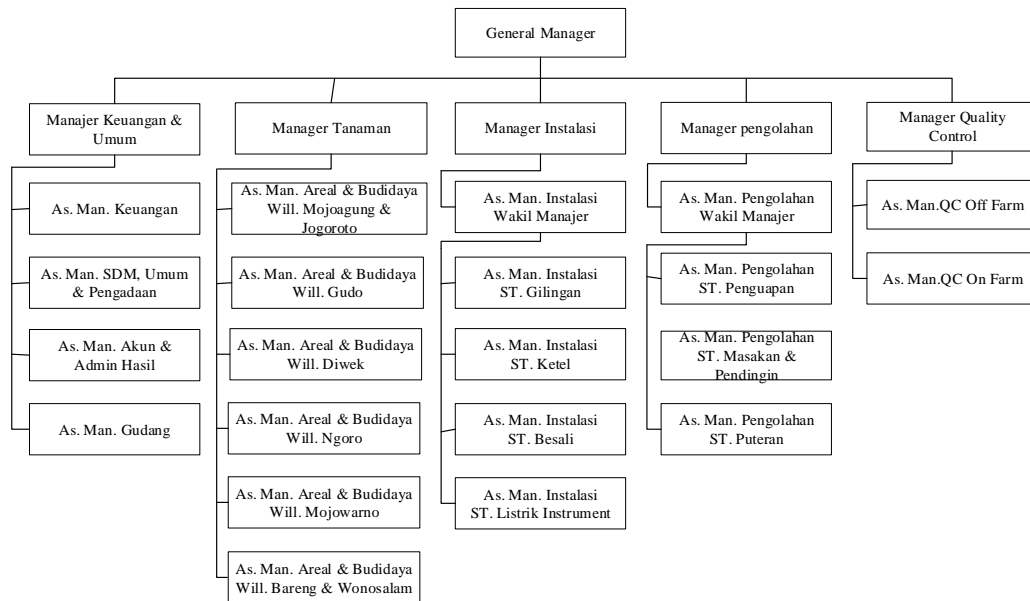 General Manager
Manajer Keuangan &
Umum
Manager Tanaman
Manager Instalasi
Manager pengolahan
Manager Quality
Control
As. Man. Keuangan
As. Man. SDM, Umum
& Pengadaan
As. Man. Akun &
Admin Hasil
As. Man. Gudang
As. Man. Areal & Budidaya
Will. Mojoagung &
Jogoroto
As. Man. Areal & Budidaya
Will. Gudo
As. Man. Areal & Budidaya
Will. Diwek
As. Man. Areal & Budidaya
Will. Ngoro
As. Man. Areal & Budidaya
Will. Mojowarno
As. Man. Areal & Budidaya
Will. Bareng & Wonosalam
As. Man. Instalasi
Wakil Manajer
As. Man. Instalasi
ST. Gilingan
As. Man. Instalasi
ST. Ketel
As. Man. Instalasi
ST. Besali
As. Man. Instalasi
ST. Listrik Instrument
As. Man. Pengolahan
Wakil Manajer
As. Man. Pengolahan
ST. Penguapan
As. Man. Pengolahan
ST. Masakan &
Pendingin
As. Man. Pengolahan
ST. Puteran
As. Man.QC Off Farm
As. Man.QC On Farm